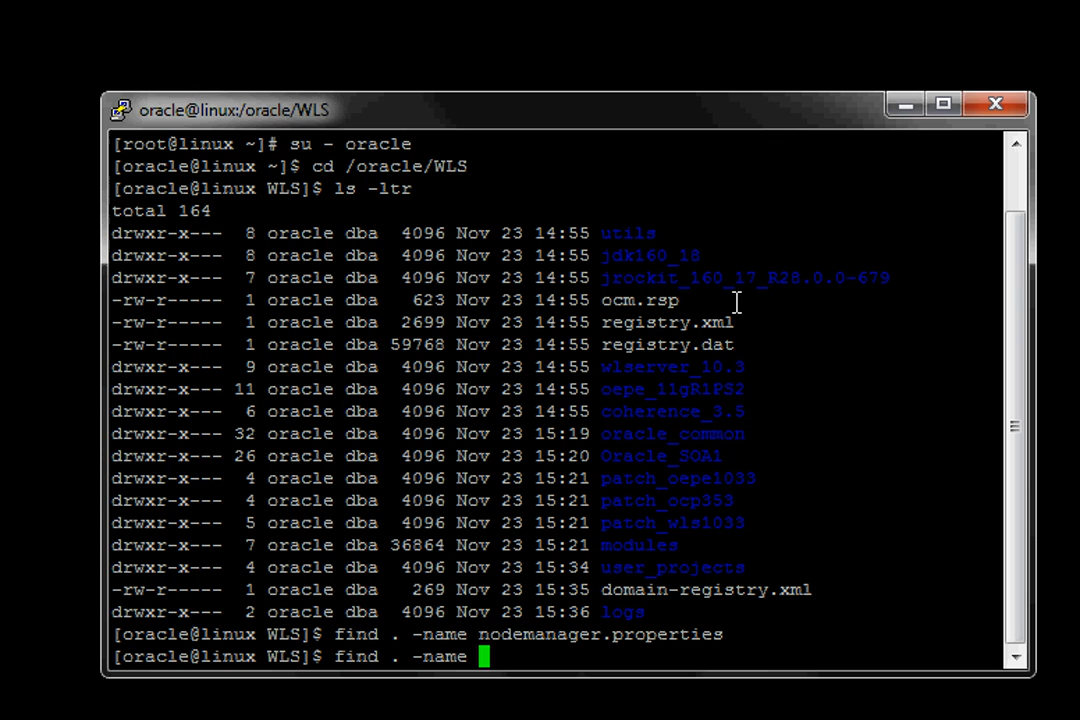 oracle@linux:/oracle/WLS
[root@linux ~]# su - oracle
[oracle@linux ~]$ cd /oracle/WLS
[oracle@linux WLS]$ ls -ltr
total 164
drwxr-x---  8 oracle dba  4096 Nov 23 14:55 utils
drwxr-x---  8 oracle dba  4096 Nov 23 14:55 jdk160_18
drwxr-x---  7 oracle dba  4096 Nov 23 14:55 jrockit_160_17_R28.0.0-679
-rw-r-----  1 oracle dba   623 Nov 23 14:55 ocm.rsp
-rw-r-----  1 oracle dba  2699 Nov 23 14:55 registry.xml
-rw-r-----  1 oracle dba 59768 Nov 23 14:55 registry.dat
drwxr-x---  9 oracle dba  4096 Nov 23 14:55 wlserver_10.3
drwxr-x--- 11 oracle dba  4096 Nov 23 14:55 oepe_11gR1PS2
drwxr-x---  6 oracle dba  4096 Nov 23 14:55 coherence_3.5
drwxr-x--- 32 oracle dba  4096 Nov 23 15:19 oracle_common
drwxr-x--- 26 oracle dba  4096 Nov 23 15:20 Oracle_SOA1
drwxr-x---  4 oracle dba  4096 Nov 23 15:21 patch_oepe1033
drwxr-x---  4 oracle dba  4096 Nov 23 15:21 patch_ocp353
drwxr-x---  5 oracle dba  4096 Nov 23 15:21 patch_wls1033
drwxr-x---  7 oracle dba 36864 Nov 23 15:21 modules
drwxr-x---  4 oracle dba  4096 Nov 23 15:34 user_projects
-rw-r-----  1 oracle dba   269 Nov 23 15:35 domain-registry.xml
drwxr-x---  2 oracle dba  4096 Nov 23 15:36 logs
[oracle@linux WLS]$ find . -name nodemanager.properties
[oracle@linux WLS]$ find . -name